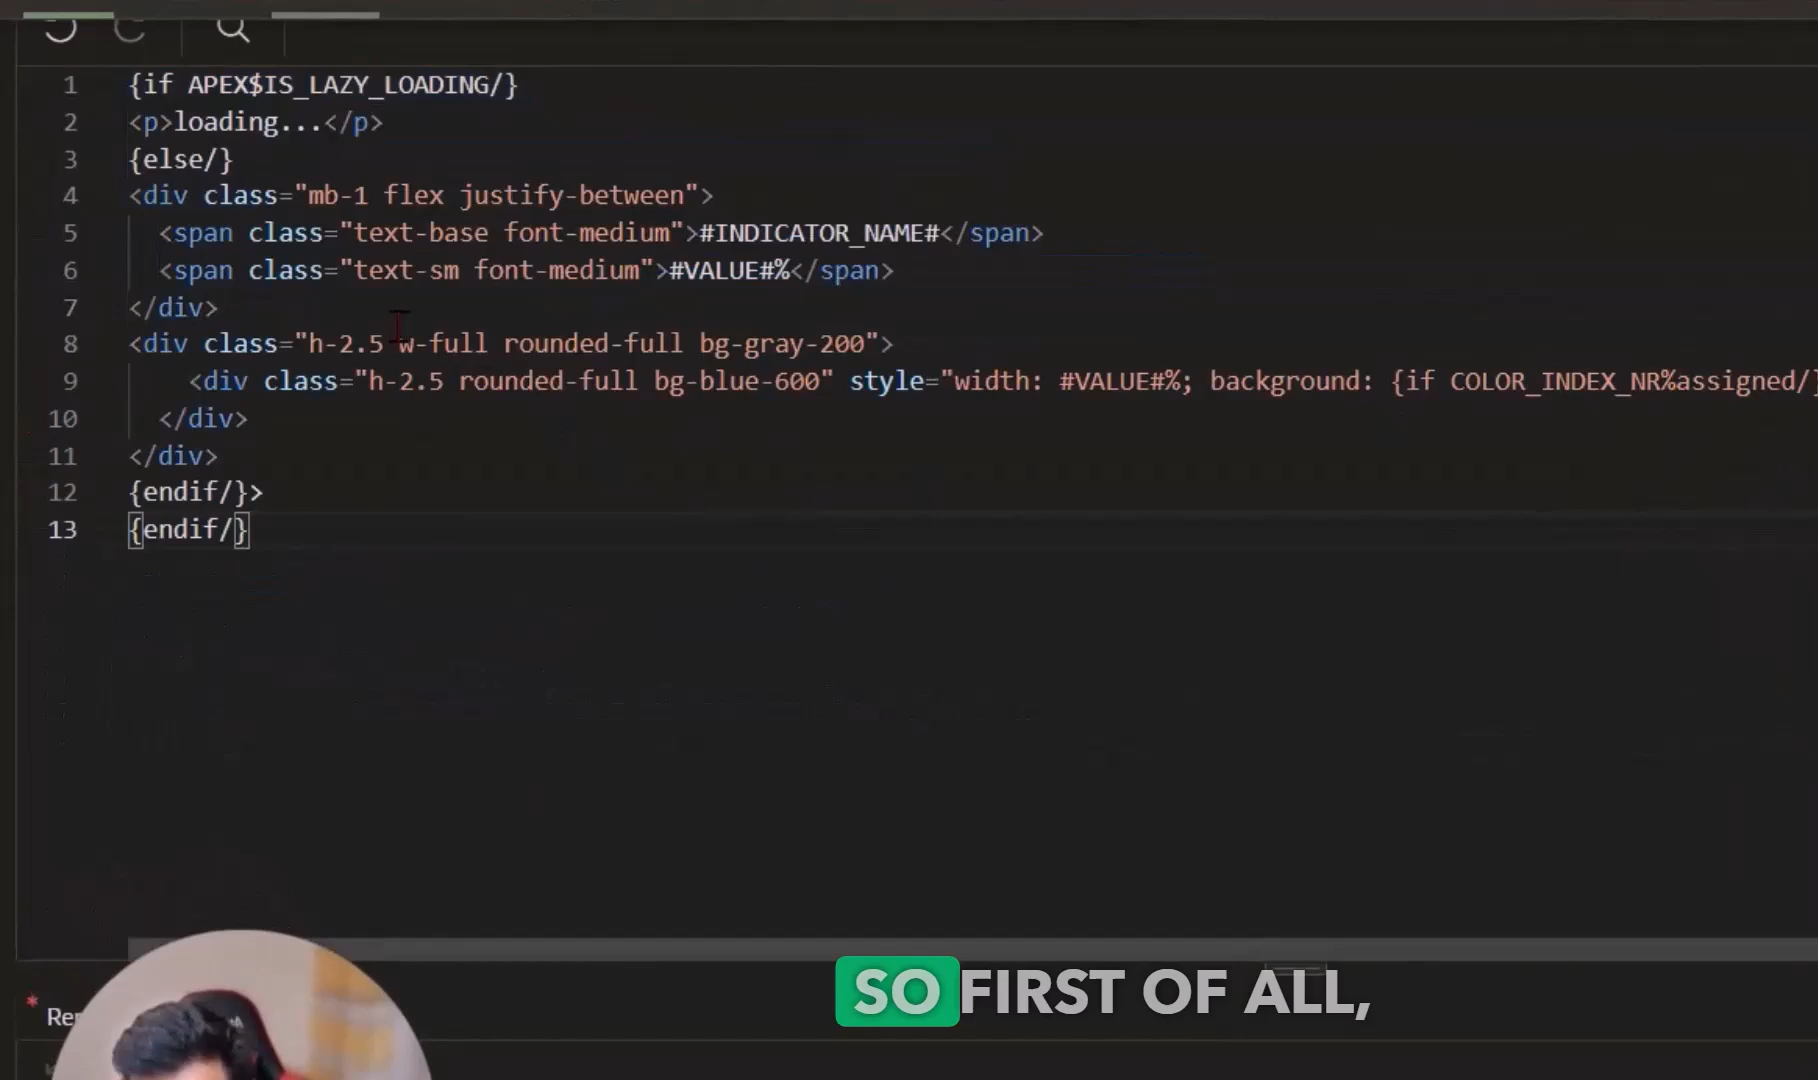 1 {if APEX$IS_LAZY_LOADING/}
2 <p>loading...</p>
3 {else/}
4 <div class="mb-1 flex justify-between">
5 <span class="text-base font-medium">#INDICATOR_NAME#</span>
6 <span class="text-sm font-medium">#VALUE#%</span>
7 </div>
8 <div class="h-2.5 w-full rounded-full bg-gray-200">
9 <div class="h-2.5 rounded-full bg-blue-600" style="width: #VALUE#%; background: {if COLOR_INDEX_NR%assigned/}
10 </div>
11 </div>
12 {endif/}>
13 {endif/}
SO FIRST OF ALL,